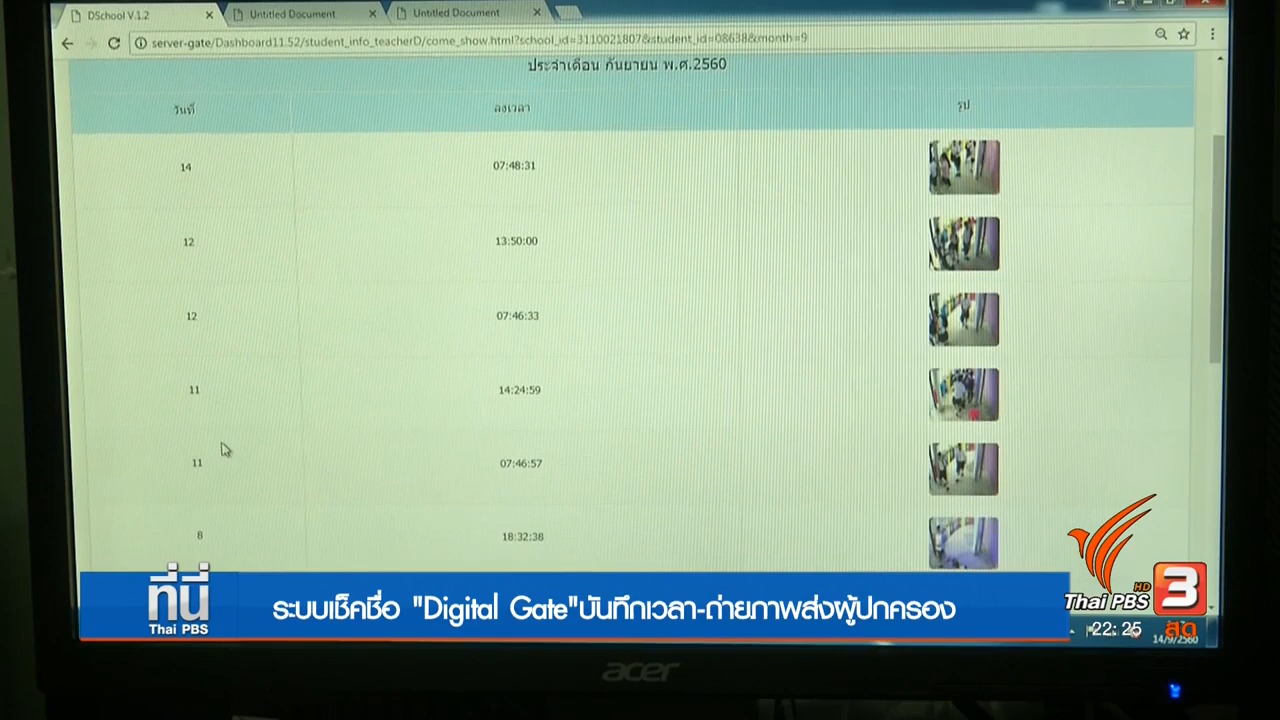 DSchool V.1.2
Untitled Document
Untitled Document
server-gate/Dashboard11.52/student_info_teacherD/come_show.html?school_id=3110021807&student_id=08638&month=9
ประจำเดือน กันยายน พ.ศ.2560
วันที่ ลงเวลา รูป
14 07:48:31
12 13:50:00
12 07:46:33
11 14:24:59
11 07:46:57
8 18:32:38
ที่นี่
Thai PBS
ระบบเช็คชื่อ "Digital Gate"บันทึกเวลา-ถ่ายภาพส่งผู้ปกครอง
HD
Thai PBS 3
22:25 สด
14/9/2560
acer